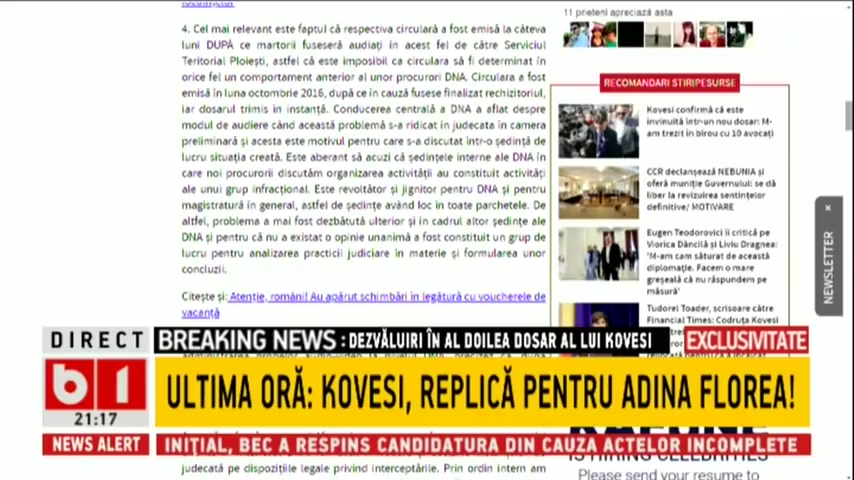 11 prieteni apreciază asta
4. Cel mai relevant este faptul că respectiva circulară a fost emisă la câteva
luni DUPĂ ce martorii fuseseră audiați în acest fel de către Serviciul
Teritorial Ploiești, astfel că este imposibil ca circulara să fi determinat în
orice fel un comportament anterior al unor procurori DNA. Circulara a fost
emisă în luna octombrie 2016, după ce în cauză fusese finalizat rechizitoriul,
iar dosarul trimis in instanță. Conducerea centrală a DNA a aflat despre
modul de audiere când această problemă s-a ridicat în judecata în camera
preliminară și acesta este motivul pentru care s-a discutat într-o ședință de
lucru situația creată. Este aberant să acuzi că ședințele interne ale DNA în
care noi procurorii discutăm organizarea activității au constituit activități
ale unui grup infracțional. Este revoltător și jignitor pentru DNA și pentru
magistratură în general, astfel de ședințe având loc în toate parchetele. De
altfel, problema a mai fost dezbătută ulterior și în cadrul altor ședințe ale
DNA și pentru că nu a existat o opinie unanimă a fost constituit un grup de
lucru pentru analizarea practicii judiciare în materie și formularea unor
concluzii.
Citește și: Atenție, români! Au apărut schimbări în legătură cu voucherele de
vacanță
RECOMANDARI STIRIPESURSE
Kovesi confirmă că este
învinuită într-un nou dosar: M-
am trezit în birou cu 10 avocați
CCR declanșează NEBUNIA și
oferă muniție Guvernului: se dă
liber la revizuirea sentințelor
definitive/ MOTIVARE
Eugen Teodorovici îi critică pe
Viorica Dăncilă și Liviu Dragnea:
'M-am săturat de această
diplomație. Facem o mare
greșeală că nu răspundem pe
măsură'
Tudorel Toader, scrisoare către
Financial Times: Codruța Kovesi
NEWSLETTER ×
DIRECT
BREAKING NEWS : DEZVĂLUIRI ÎN AL DOILEA DOSAR AL LUI KOVESI
EXCLUSIVITATE
b1
21:17
ULTIMA ORĂ: KOVESI, REPLICĂ PENTRU ADINA FLOREA!
NEWS ALERT
INIȚIAL, BEC A RESPINS CANDIDATURA DIN CAUZA ACTELOR INCOMPLETE
IS HIRING CELEBRITIES
judecată pe dispozițiile legale privind interceptările. Prin ordin intern am
Please send your resume to